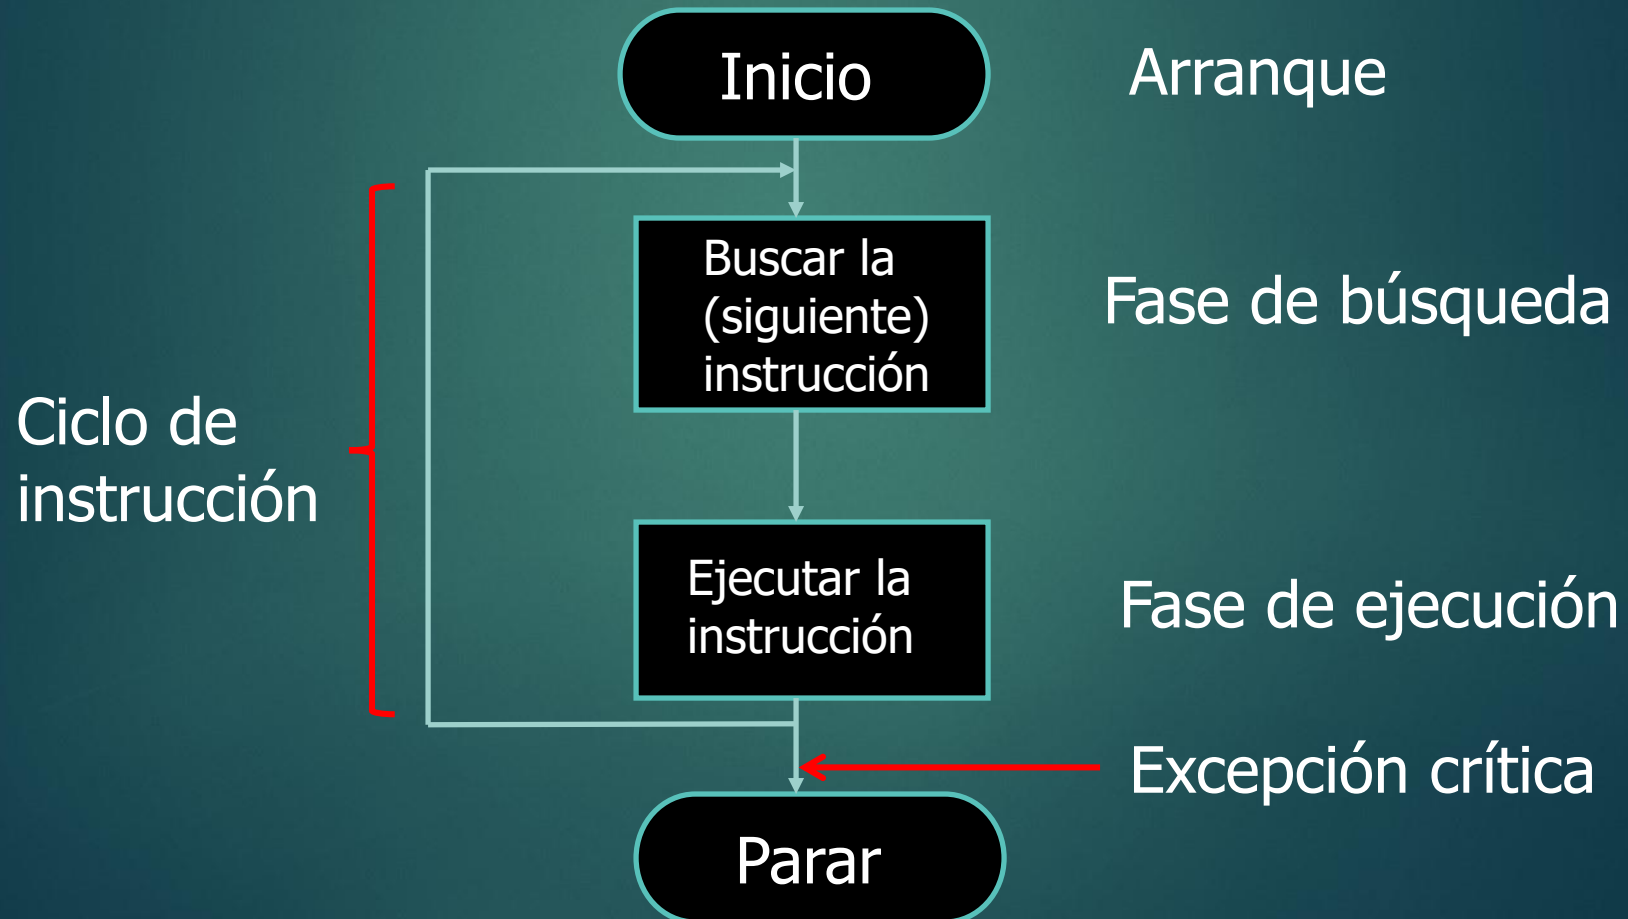 Inicio
Arranque
Buscar la
(siguiente)
instrucción
Fase de búsqueda
Ciclo de
instrucción
Ejecutar la
instrucción
Fase de ejecución
Excepción crítica
Parar